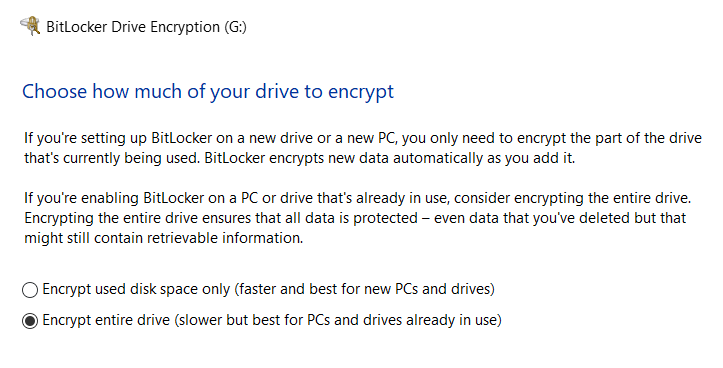 BitLocker Drive Encryption (G:)
Choose how much of your drive to encrypt
If you're setting up BitLocker on a new drive or a new PC, you only need to encrypt the part of the drive
that's currently being used. BitLocker encrypts new data automatically as you add it.
If you're enabling BitLocker on a PC or drive that's already in use, consider encrypting the entire drive.
Encrypting the entire drive ensures that all data is protected – even data that you've deleted but that
might still contain retrievable information.
Encrypt used disk space only (faster and best for new PCs and drives)
Encrypt entire drive (slower but best for PCs and drives already in use)